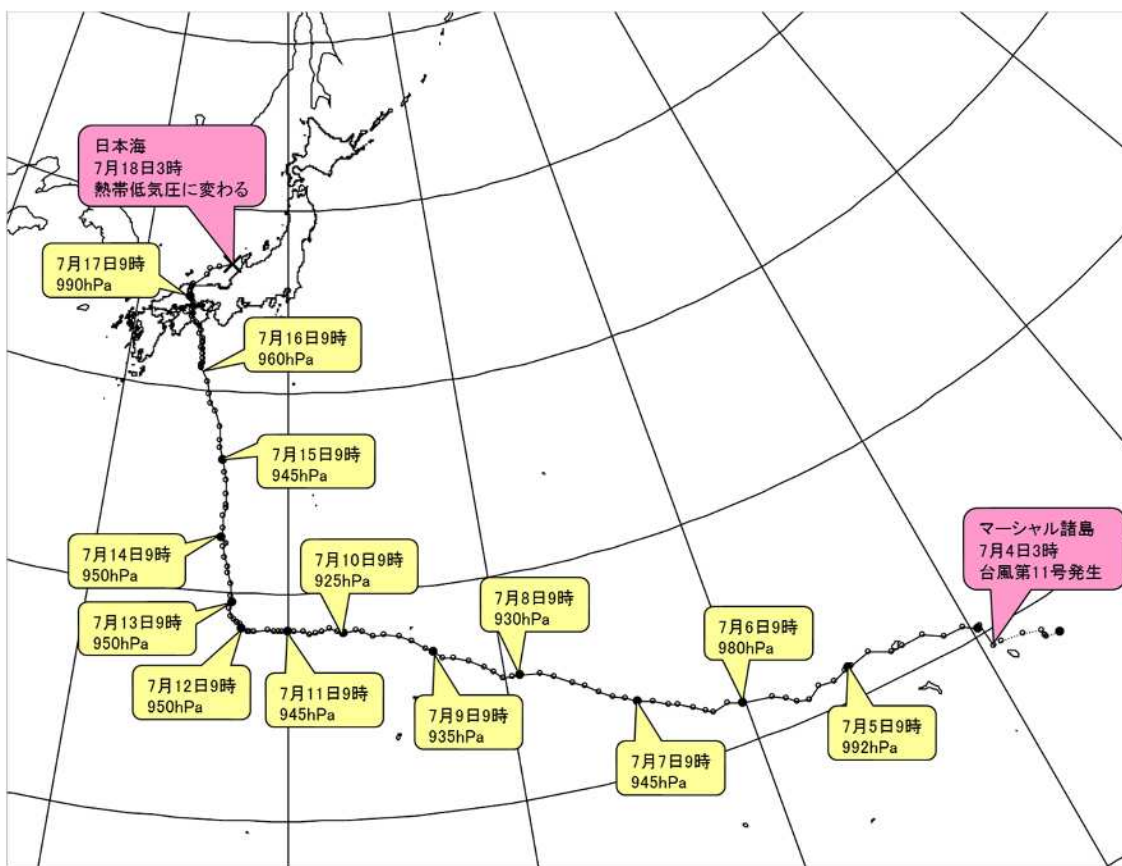 日本海
7月18日3時
熱帯低気圧に変わる
7月17日9時
990hPa
7月16日9時
960hPa
7月15日9時
945hPa
7月14日9時
950hPa
7月13日9時
950hPa
7月12日9時
950hPa
7月11日9時
945hPa
7月10日9時
925hPa
7月9日9時
935hPa
7月8日9時
930hPa
7月7日9時
945hPa
7月6日9時
980hPa
7月5日9時
992hPa
マーシャル諸島
7月4日3時
台風第11号発生